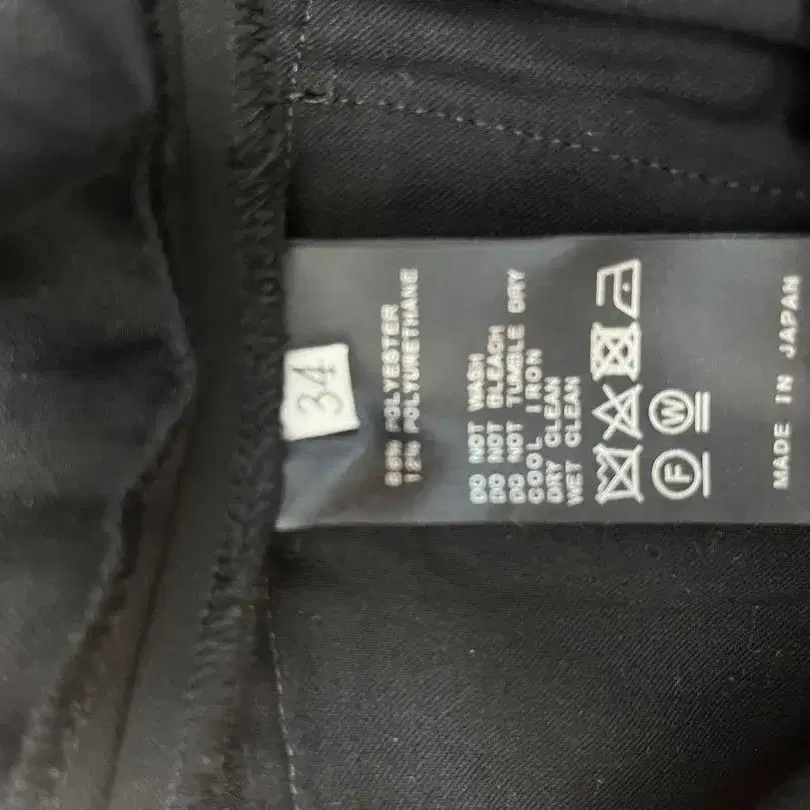 34
88% POLYESTER
12% POLYURETHANE
DO NOT WASH
DO NOT BLEACH
DO NOT TUMBLE DRY
COOL IRON
DRY CLEAN
WET CLEAN
F W
MADE IN JAPAN